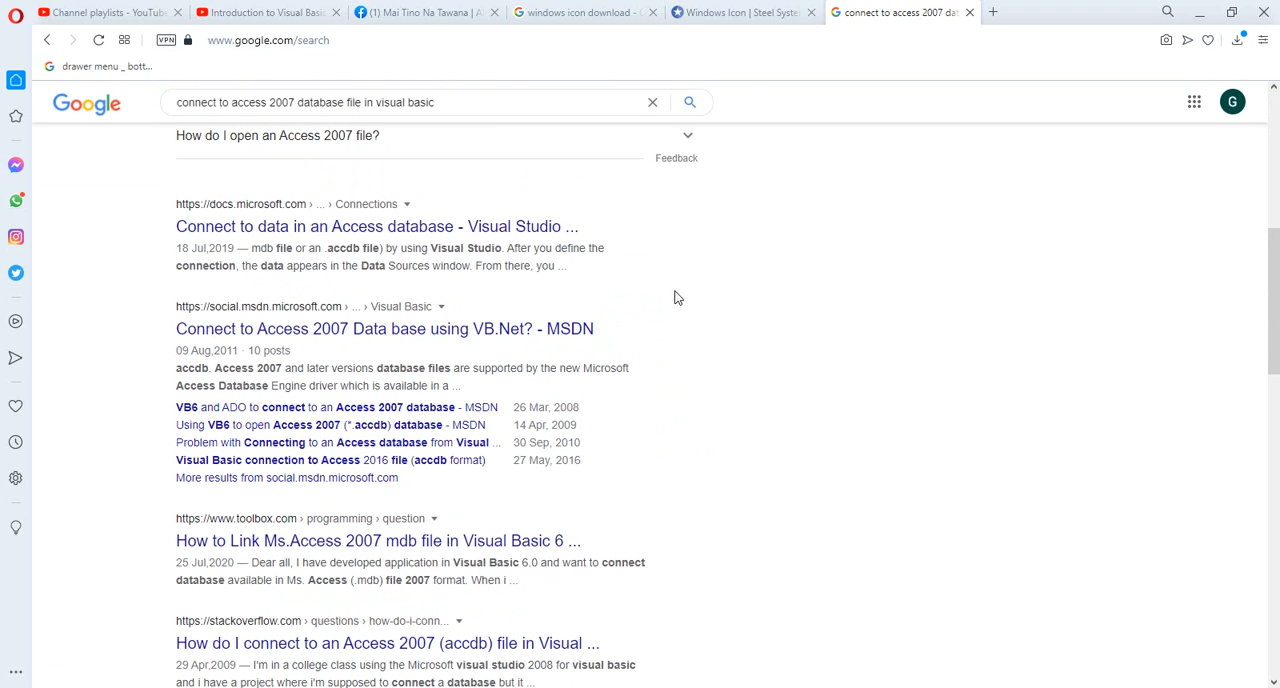 Channel playlists - YouTube
Introduction to Visual Basic
(1) Mai Tino Na Tawana | A
windows icon download - G
Windows Icon | Steel Syste
connect to access 2007 dat
VPN
www.google.com/search
drawer menu _ bott...
Google
connect to access 2007 database file in visual basic
G
How do I open an Access 2007 file?
Feedback
https://docs.microsoft.com › ... › Connections
Connect to data in an Access database - Visual Studio ...
18 Jul,2019 — mdb file or an .accdb file) by using Visual Studio. After you define the
connection, the data appears in the Data Sources window. From there, you ...
https://social.msdn.microsoft.com › ... › Visual Basic
Connect to Access 2007 Data base using VB.Net? - MSDN
09 Aug,2011 · 10 posts
accdb. Access 2007 and later versions database files are supported by the new Microsoft
Access Database Engine driver which is available in a ...
VB6 and ADO to connect to an Access 2007 database - MSDN 26 Mar, 2008
Using VB6 to open Access 2007 (*.accdb) database - MSDN 14 Apr, 2009
Problem with Connecting to an Access database from Visual ... 30 Sep, 2010
Visual Basic connection to Access 2016 file (accdb format) 27 May, 2016
More results from social.msdn.microsoft.com
https://www.toolbox.com › programming › question
How to Link Ms.Access 2007 mdb file in Visual Basic 6 ...
25 Jul,2020 — Dear all, I have developed application in Visual Basic 6.0 and want to connect
database available in Ms. Access (.mdb) file 2007 format. When i ...
https://stackoverflow.com › questions › how-do-i-conn...
How do I connect to an Access 2007 (accdb) file in Visual ...
29 Apr,2009 — I'm in a college class using the Microsoft visual studio 2008 for visual basic
and i have a project where i'm supposed to connect a database but it ...